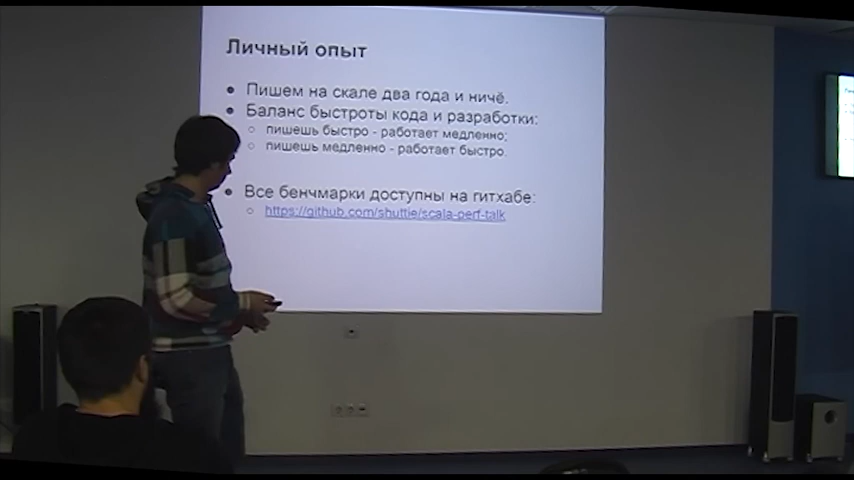 Личный опыт
Пишем на скале два года и ничё.
Баланс быстроты кода и разработки:
пишешь быстро - работает медленно;
пишешь медленно - работает быстро.
Все бенчмарки доступны на гитхабе:
https://github.com/shuttie/scala-perf-talk